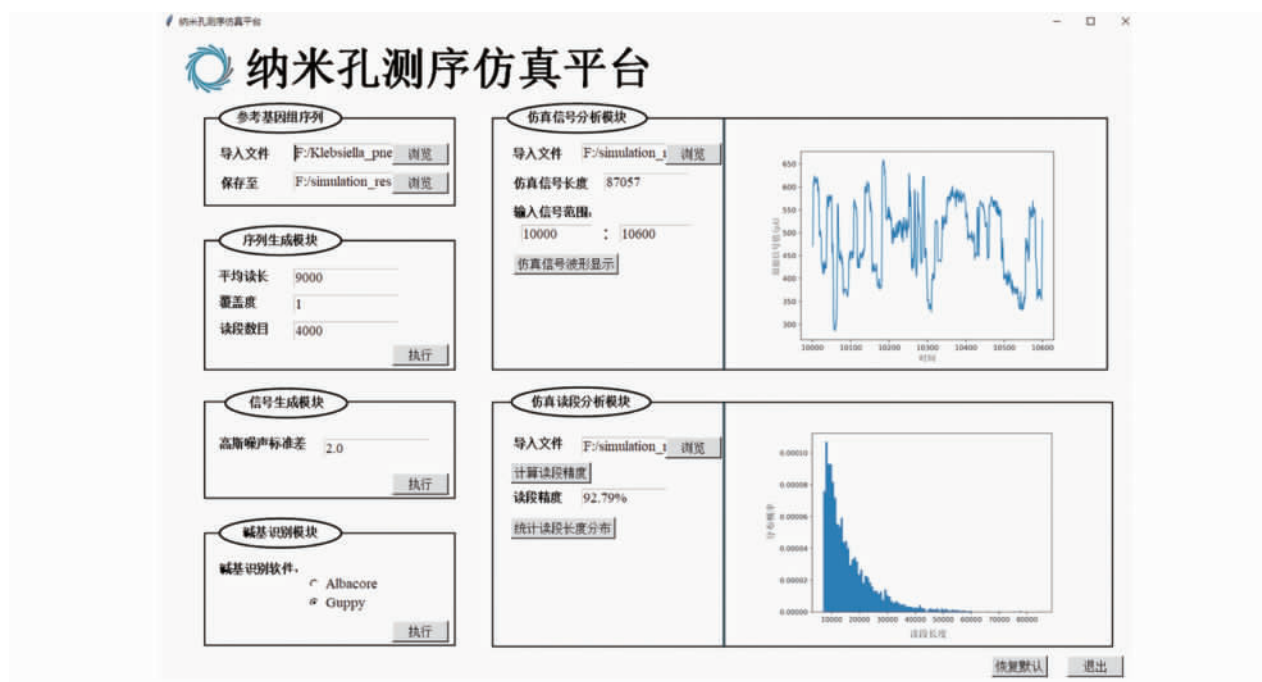 纳米孔测序仿真平台
纳米孔测序仿真平台
参考基因组序列
导入文件 F:/Klebsiella_pne 浏览
保存至 F:/simulation_res 浏览
序列生成模块
平均读长 9000
覆盖度 1
读段数目 4000
执行
信号生成模块
高斯噪声标准差 2.0
执行
碱基识别模块
碱基识别软件:
Albacore
Guppy
执行
仿真信号分析模块
导入文件 F:/simulation_r 浏览
仿真信号长度 87057
输入信号范围:
10000 : 10600
仿真信号波形显示
650
600
550
500
450
400
350
300
10000 10100 10200 10300 10400 10500 10600
时间
仿真读段分析模块
导入文件 F:/simulation_r 浏览
计算读段精度
读段精度 92.79%
统计读段长度分布
0.00010
0.00008
0.00006
0.00004
0.00002
0.00000
分布频率
10000 20000 30000 40000 50000 60000 70000 80000
读段长度
恢复默认 退出